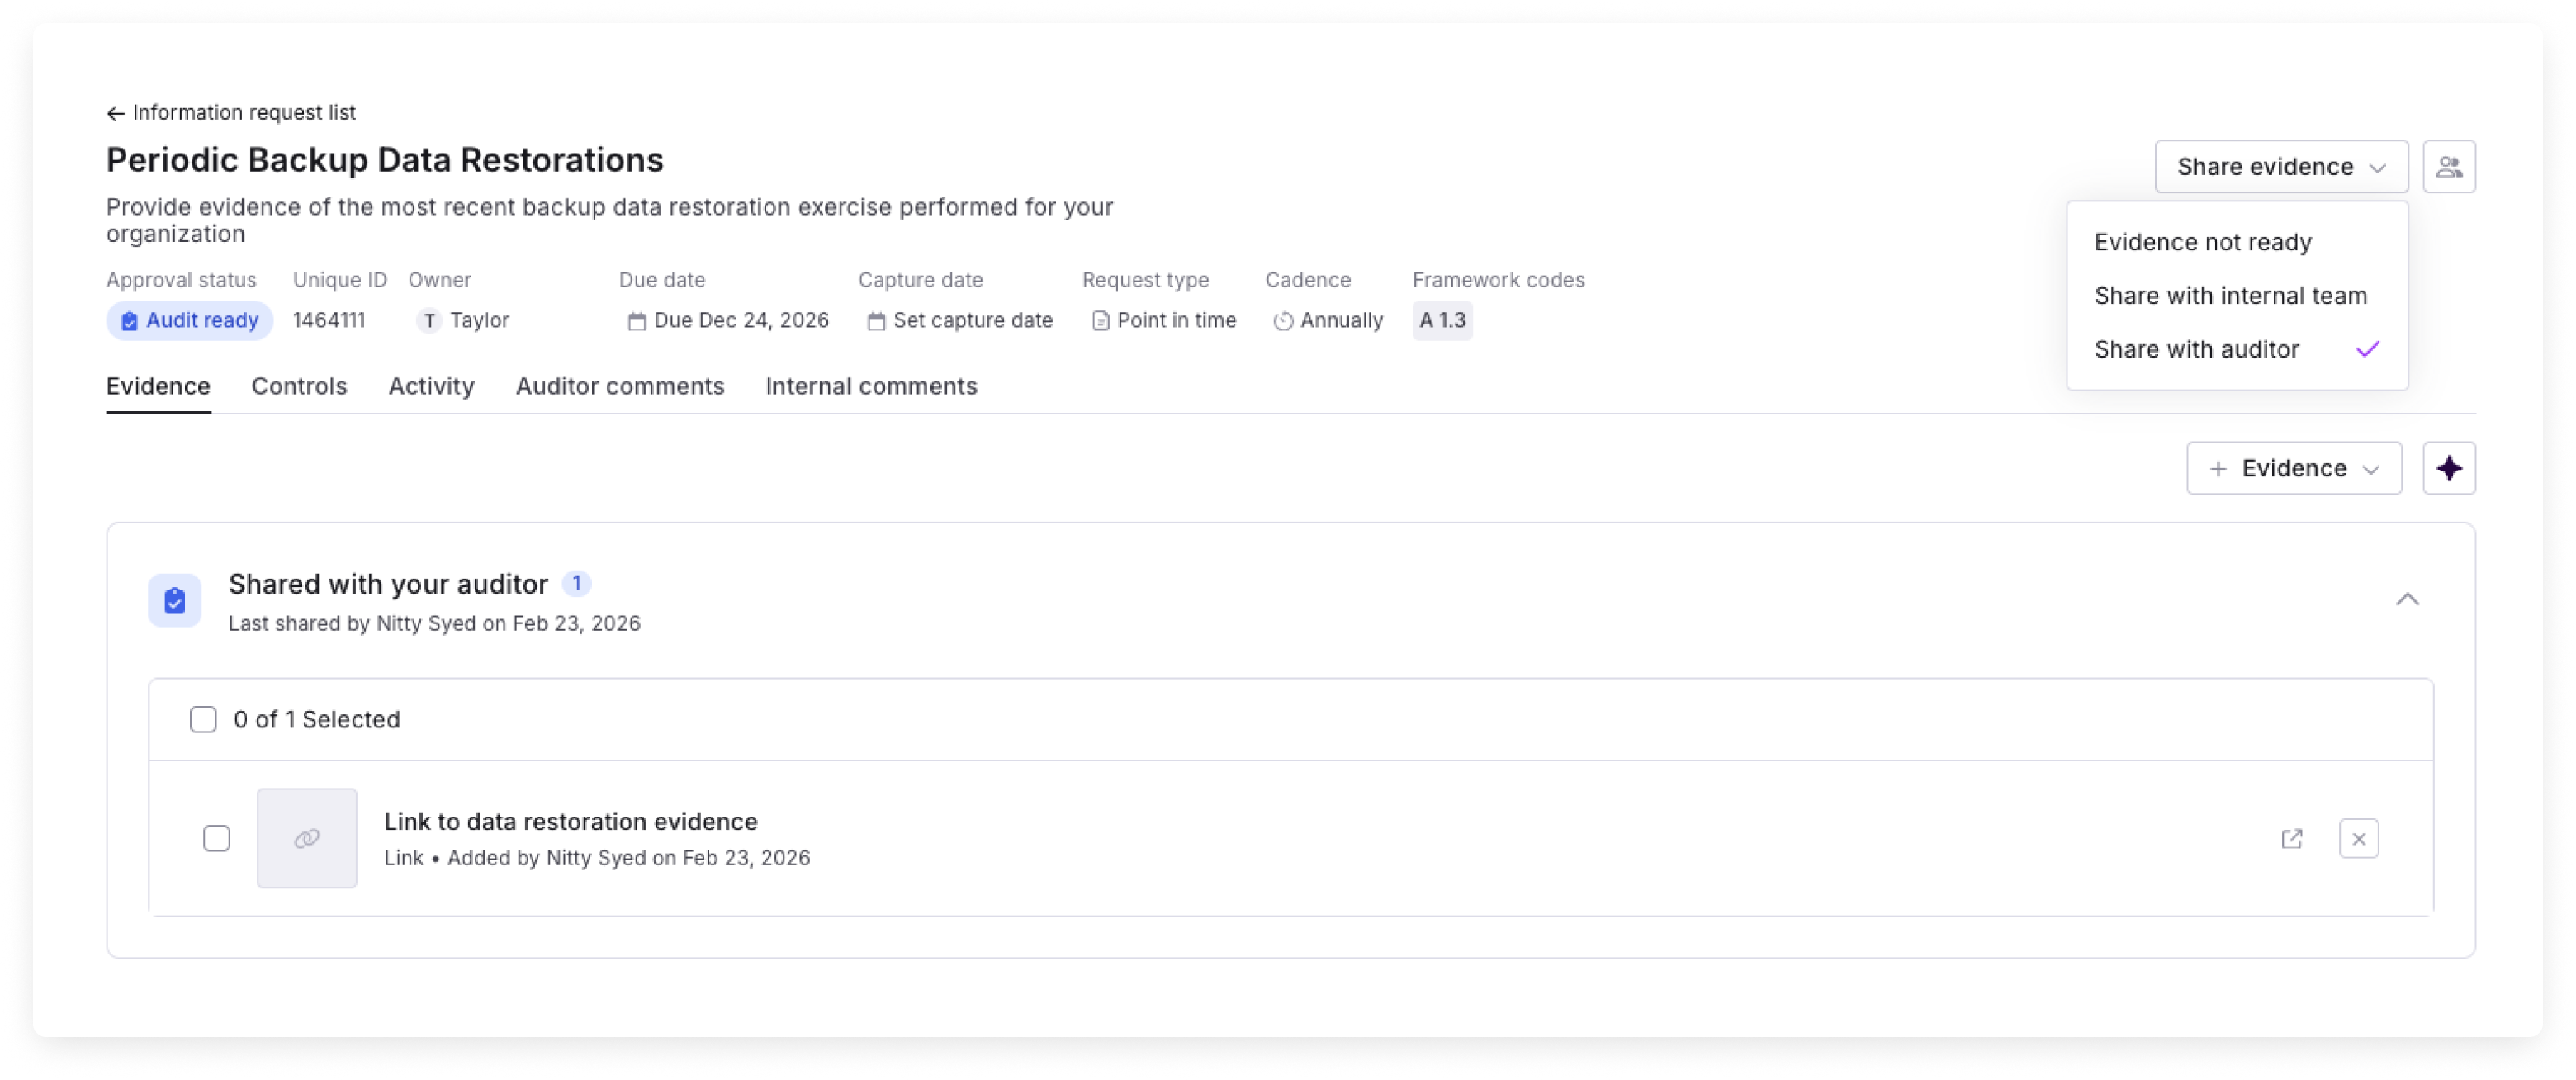 ← Information request list
Periodic Backup Data Restorations
Share evidence
Provide evidence of the most recent backup data restoration exercise performed for your
organization
Evidence not ready
Share with internal team
Share with auditor
Approval status Unique ID Owner Due date Capture date Request type Cadence Framework codes
Audit ready 1464111 T Taylor Due Dec 24, 2026 Set capture date Point in time Annually A 1.3
Evidence Controls Activity Auditor comments Internal comments
+ Evidence
Shared with your auditor 1
Last shared by Nitty Syed on Feb 23, 2026
0 of 1 Selected
Link to data restoration evidence
Link • Added by Nitty Syed on Feb 23, 2026